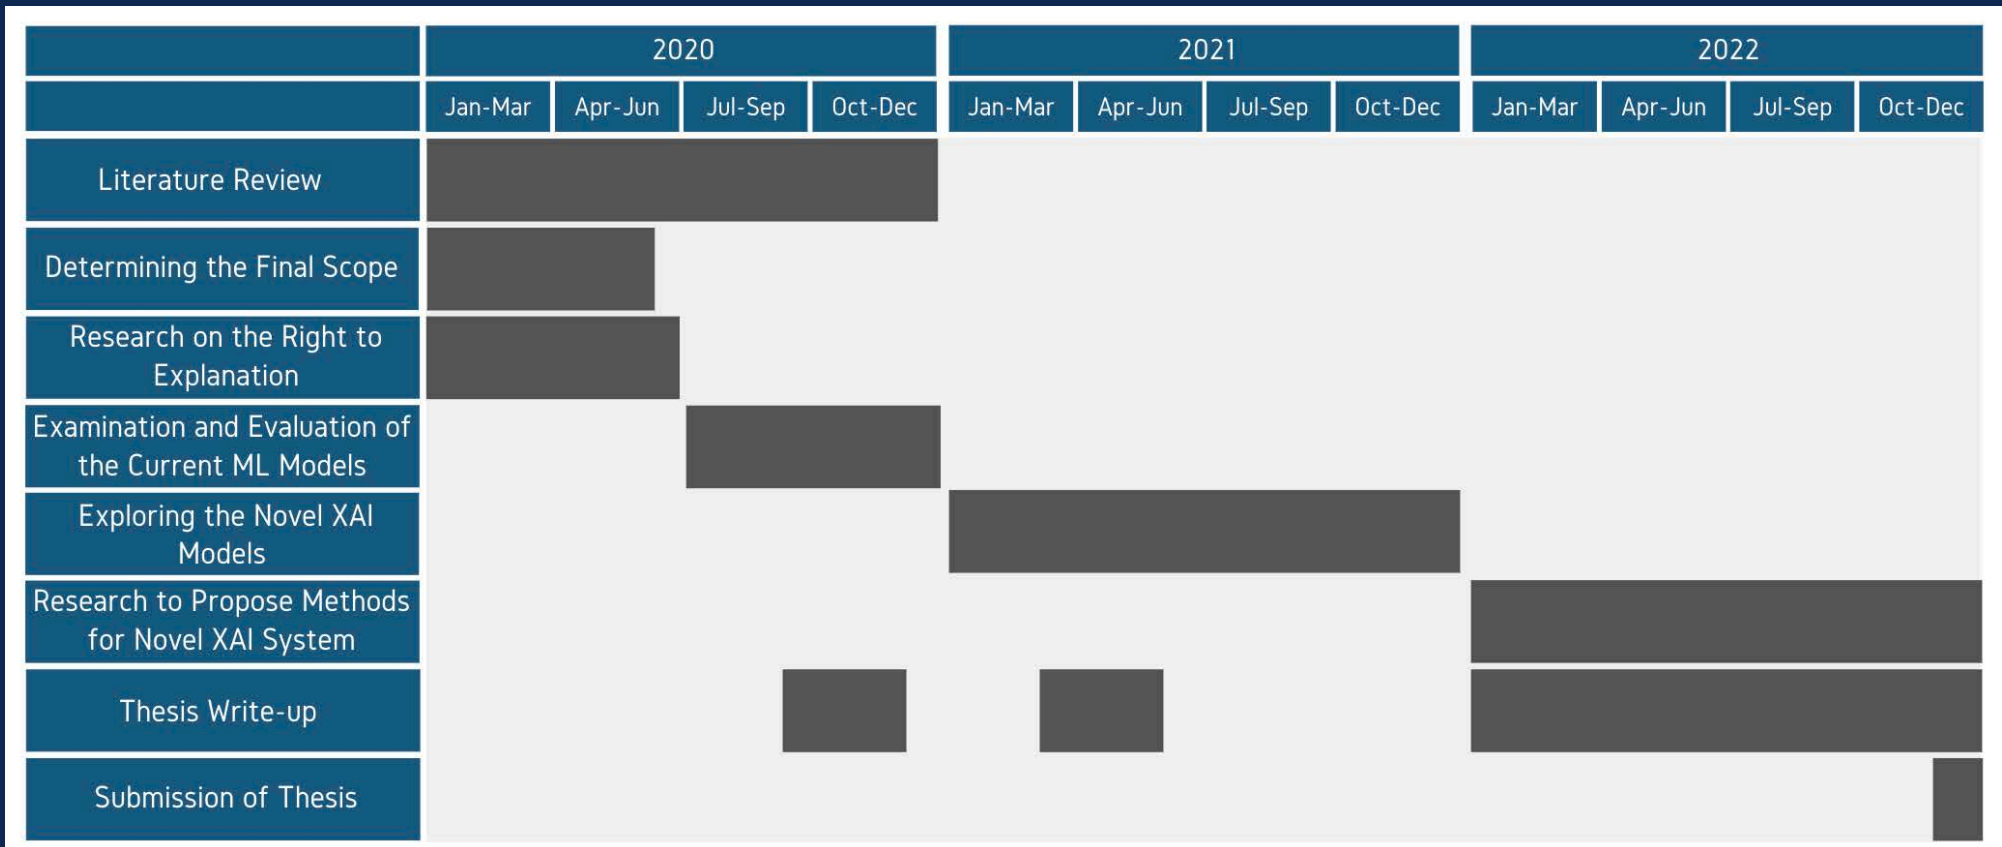 2020 2021 2022
Jan-Mar Apr-Jun Jul-Sep Oct-Dec Jan-Mar Apr-Jun Jul-Sep Oct-Dec Jan-Mar Apr-Jun Jul-Sep Oct-Dec
Literature Review
Determining the Final Scope
Research on the Right to
Explanation
Examination and Evaluation of
the Current ML Models
Exploring the Novel XAI
Models
Research to Propose Methods
for Novel XAI System
Thesis Write-up
Submission of Thesis